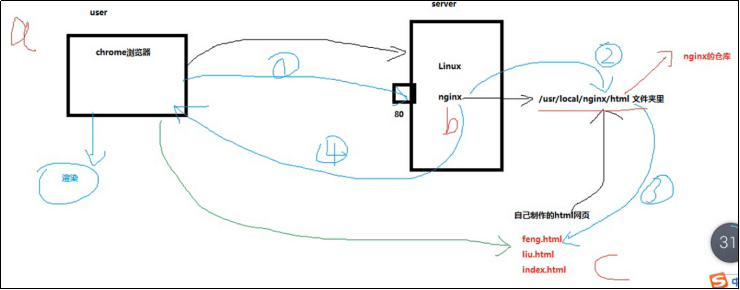 user
server
a
chrome浏览器
①
Linux
②
nginx的仓库
nginx
/usr/local/nginx/html 文件夹里
80
b
④
渲染
③
自己制作的html网页
feng.html
liu.html
index.html
C
31
S 中